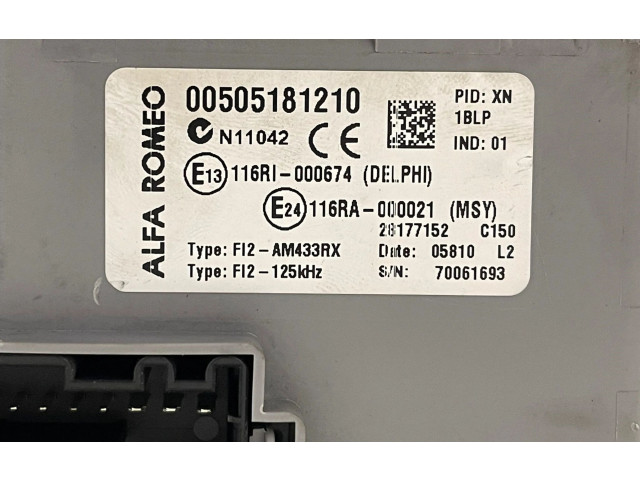 ALFA ROMEO
00505181210
PID: XN
1BLP
N11042 CE
IND: 01
E13 116RI-000674 (DELPHI)
E24 116RA-000021 (MSY)
28177152 C150
Type: FI2-AM433RX
Date: 05810 L2
Type: FI2-125kHz
S/N: 70061693